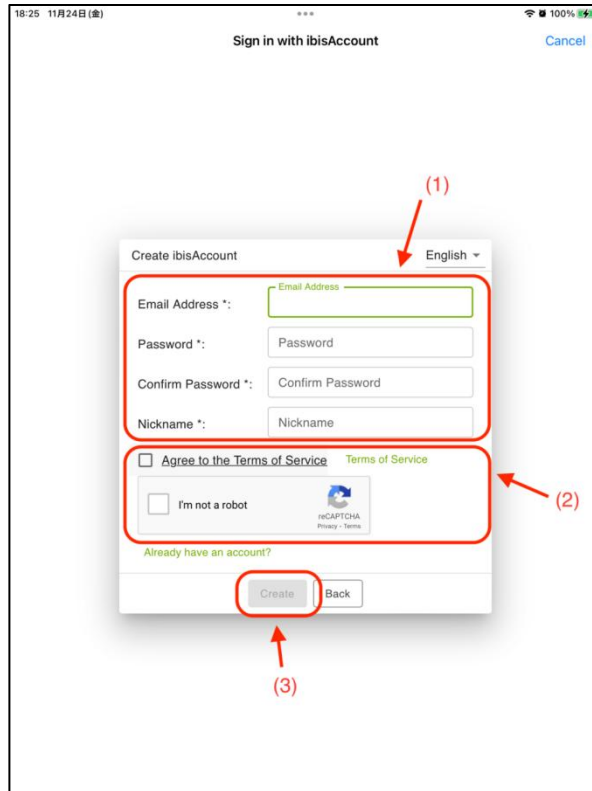 18:25 11月24日(金)
100%
Sign in with ibisAccount
Cancel
(1)
Create ibisAccount
English
Email Address
Email Address *:
Password *:
Password
Confirm Password *:
Confirm Password
Nickname *:
Nickname
Agree to the Terms of Service
Terms of Service
I'm not a robot
reCAPTCHA
Privacy - Terms
(2)
Already have an account?
Create
Back
(3)